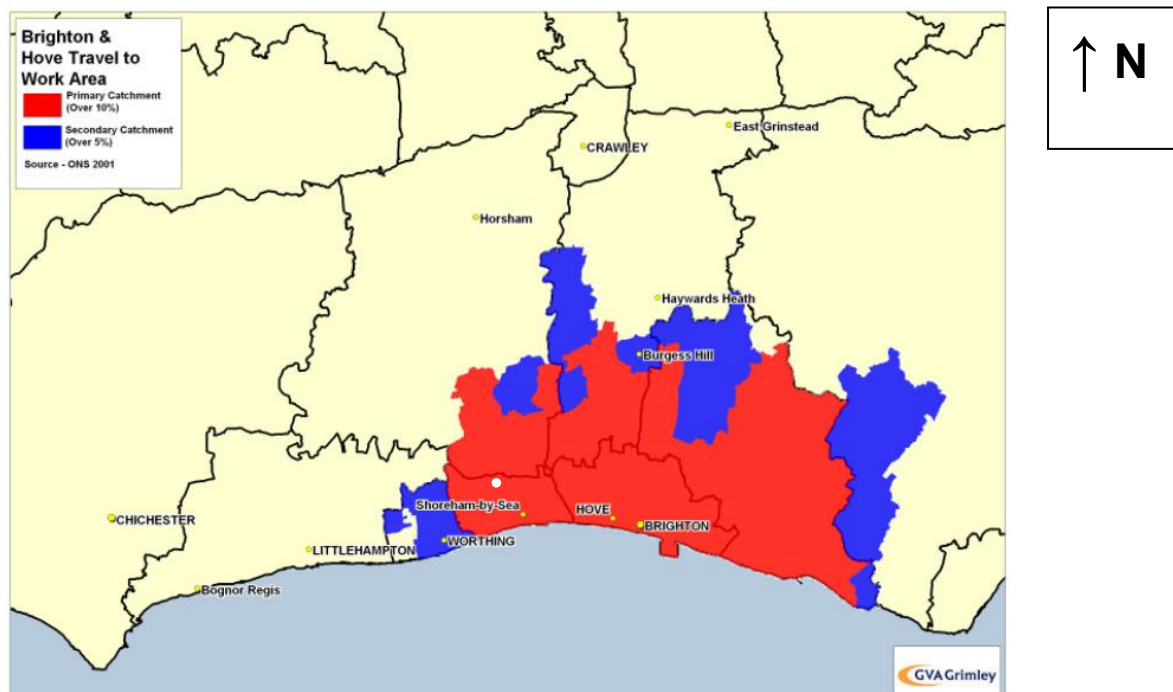 Brighton &
Hove Travel to
Work Area
Primary Catchment
(Over 10%)
Secondary Catchment
(Over 5%)
Source - ONS 2001
↑ N
East Grinstead
CRAWLEY
Horsham
Haywards Heath
Burgess Hill
Shoreham-by-Sea
HOVE
BRIGHTON
CHICHESTER
WORTHING
LITTLEHAMPTON
Bognor Regis
GVA Grimley